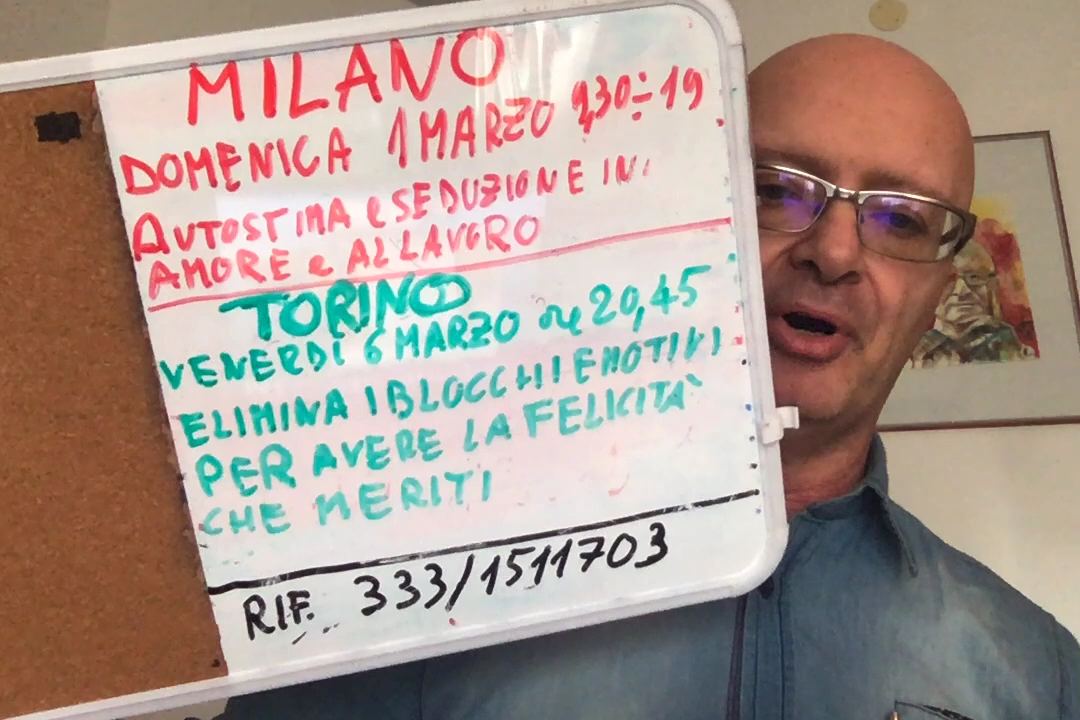 MILANO
DOMENICA 1 MARZO 9,30÷19
AUTOSTIMA e SEDUZIONE IN:
AMORE e AL LAVORO
TORINO
VENERDÌ 6 MARZO ore 20,45
ELIMINA I BLOCCHI EMOTIVI
PER AVERE LA FELICITÀ
CHE MERITI
RIF. 333/1511703